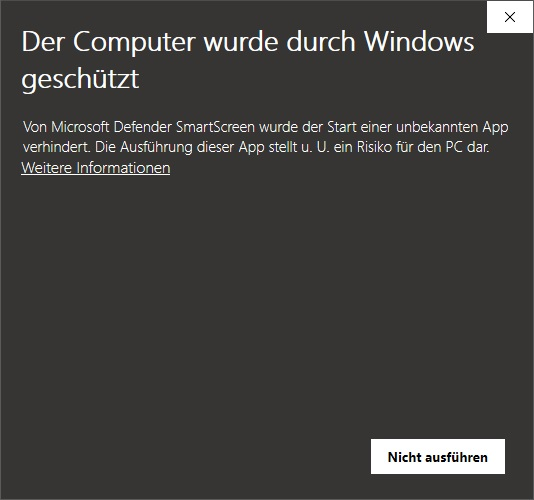 Der Computer wurde durch Windows
geschützt
Von Microsoft Defender SmartScreen wurde der Start einer unbekannten App
verhindert. Die Ausführung dieser App stellt u. U. ein Risiko für den PC dar.
Weitere Informationen
Nicht ausführen